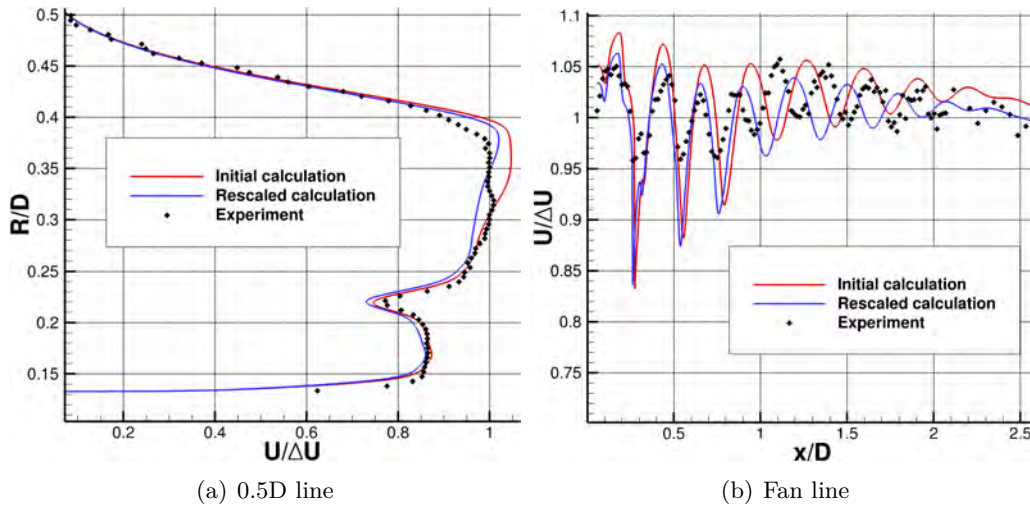 0.5
0.45
0.4
0.35
0.3
0.25
0.2
0.15
R/D
Initial calculation
Rescaled calculation
Experiment
0.2
0.4
0.6
0.8
1
U/ΔU
(a) 0.5D line
1.1
1.05
1
0.95
0.9
0.85
0.8
0.75
U/ΔU
Initial calculation
Rescaled calculation
Experiment
0.5
1
1.5
2
2.5
x/D
(b) Fan line